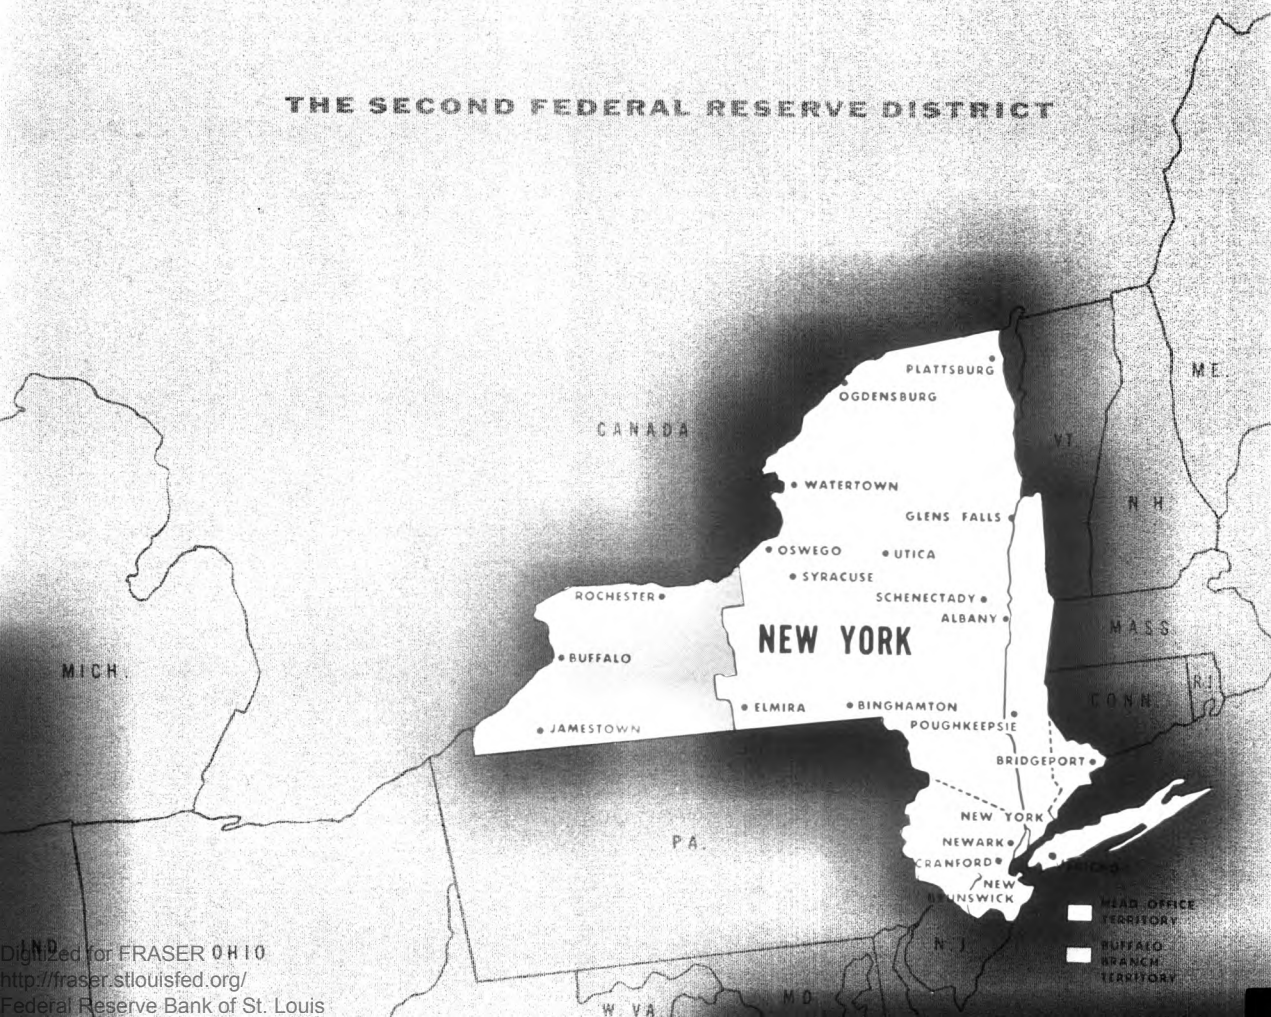 THE SECOND FEDERAL RESERVE DISTRICT
ME.
PLATTSBURG
OGDENSBURG
CANADA
VT.
WATERTOWN
N H
GLENS FALLS
OSWEGO
UTICA
SYRACUSE
ROCHESTER
SCHENECTADY
ALBANY
MASS
NEW YORK
BUFFALO
MICH.
R.I.
CONN
ELMIRA
BINGHAMTON
POUGHKEEPSIE
JAMESTOWN
BRIDGEPORT
NEW YORK
PA.
NEWARK
CRANFORD
JERICHO
NEW
BRUNSWICK
HEAD OFFICE
TERRITORY
N J
BUFFALO
BRANCH
TERRITORY
IND.
OHIO
MD
W. VA.
Digitized for FRASER
http://fraser.stlouisfed.org/
Federal Reserve Bank of St. Louis